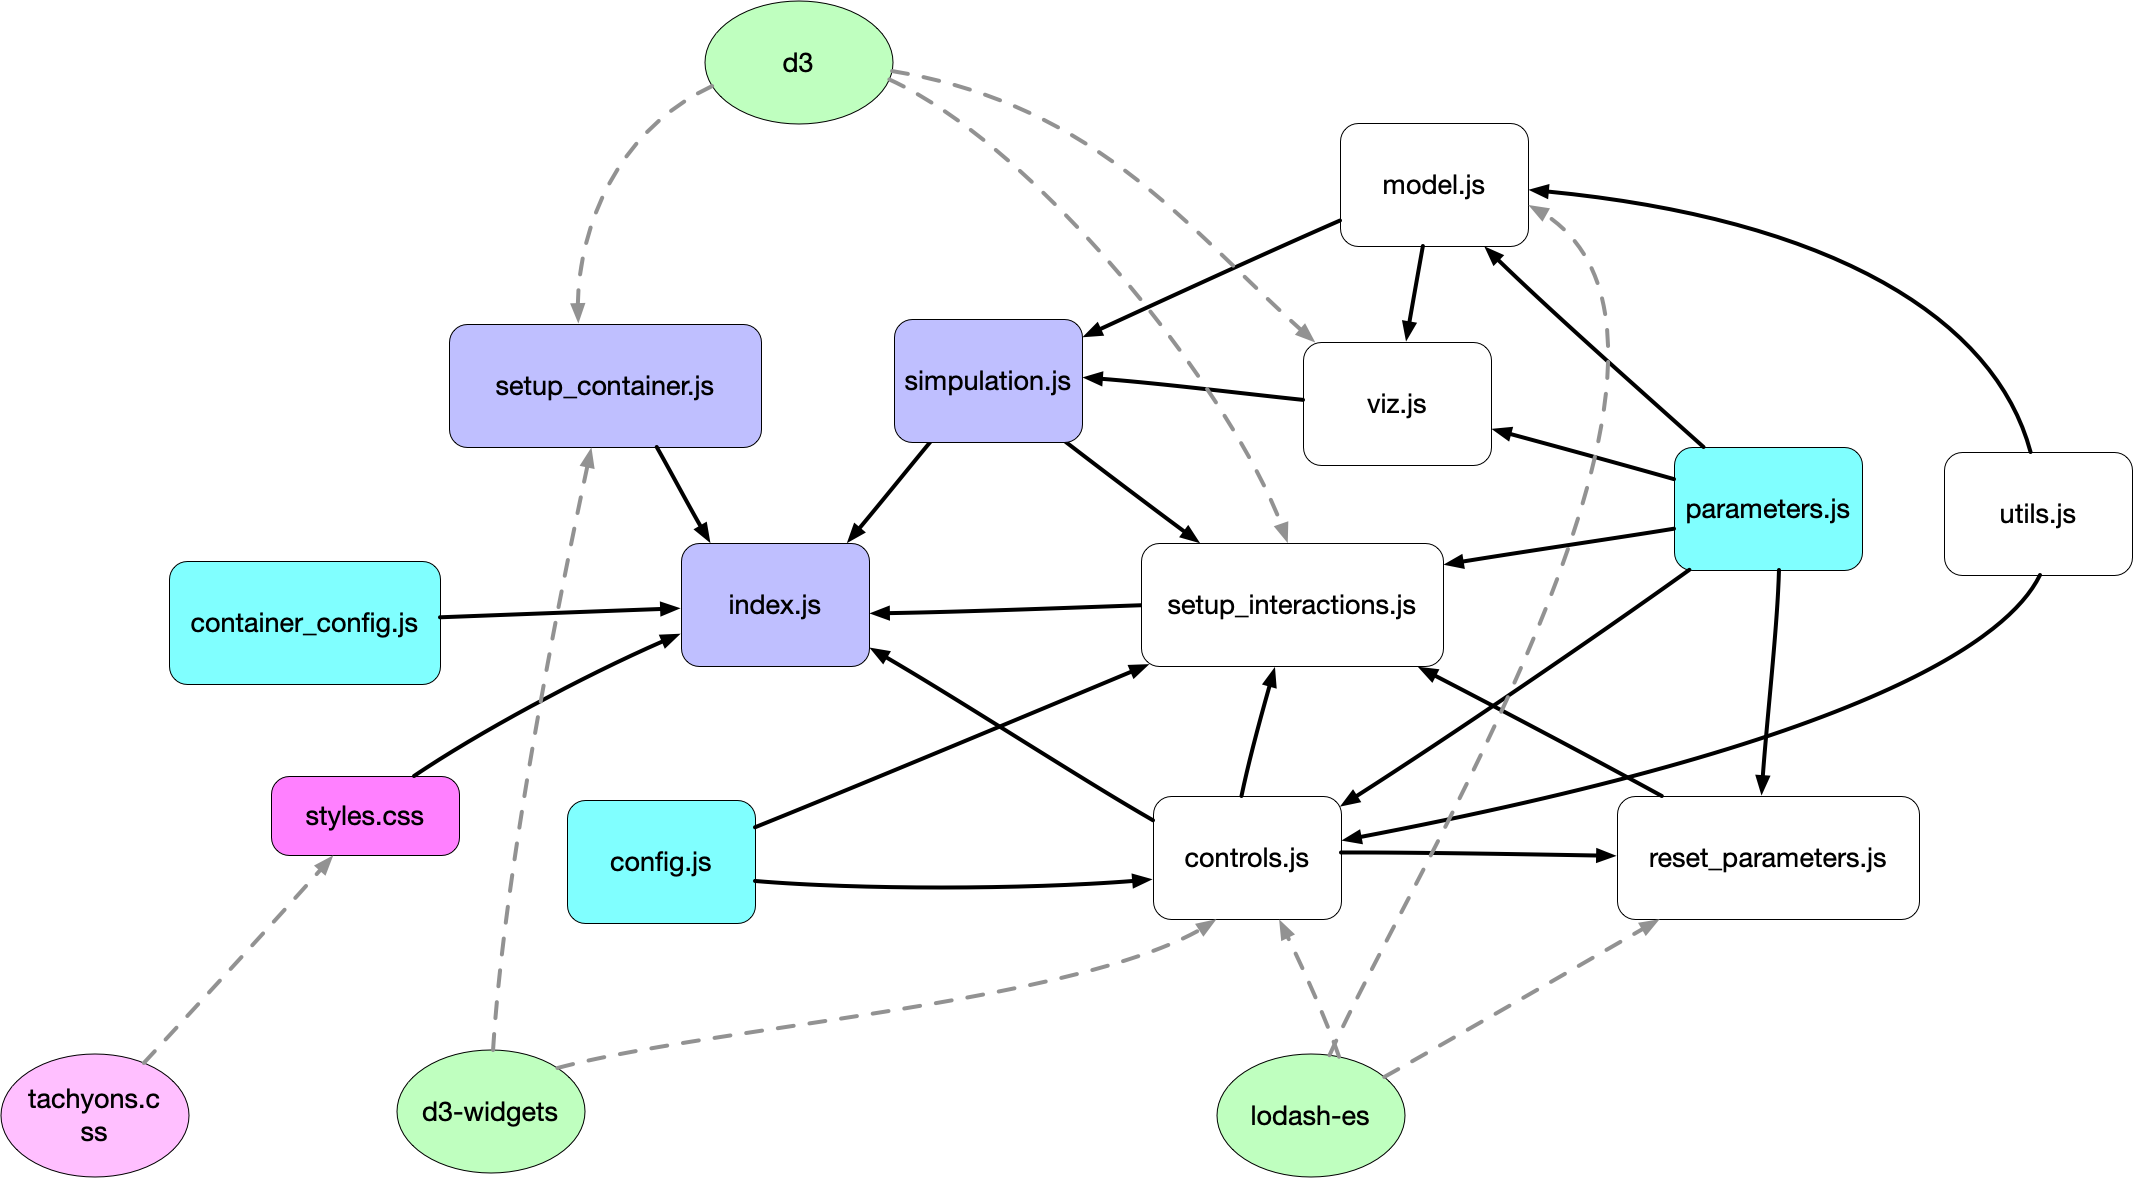 d3
model.js
setup_container.js
simpulation.js
viz.js
parameters.js
utils.js
container_config.js
index.js
setup_interactions.js
styles.css
config.js
controls.js
reset_parameters.js
tachyons.c
ss
d3-widgets
lodash-es